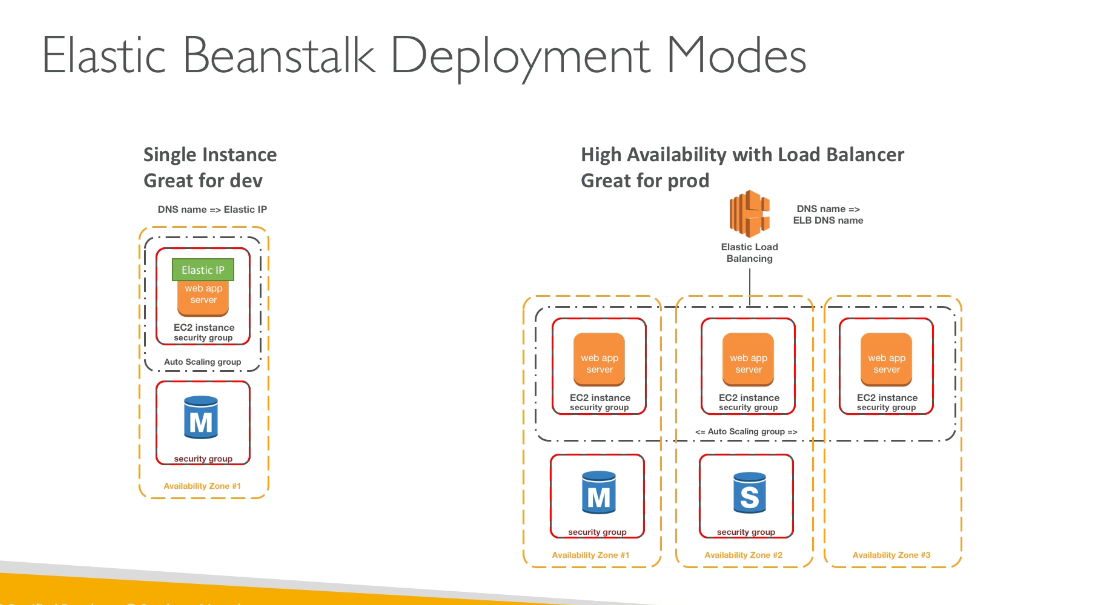 Elastic Beanstalk Deployment Modes
Single Instance
Great for dev
DNS name => Elastic IP
Elastic IP
web app
server
EC2 instance
security group
Auto Scaling group
M
security group
Availability Zone #1
High Availability with Load Balancer
Great for prod
DNS name =>
ELB DNS name
Elastic Load
Balancing
web app
server
EC2 instance
security group
web app
server
EC2 instance
security group
web app
server
EC2 instance
security group
<= Auto Scaling group =>
M
security group
S
security group
Availability Zone #1
Availability Zone #2
Availability Zone #3